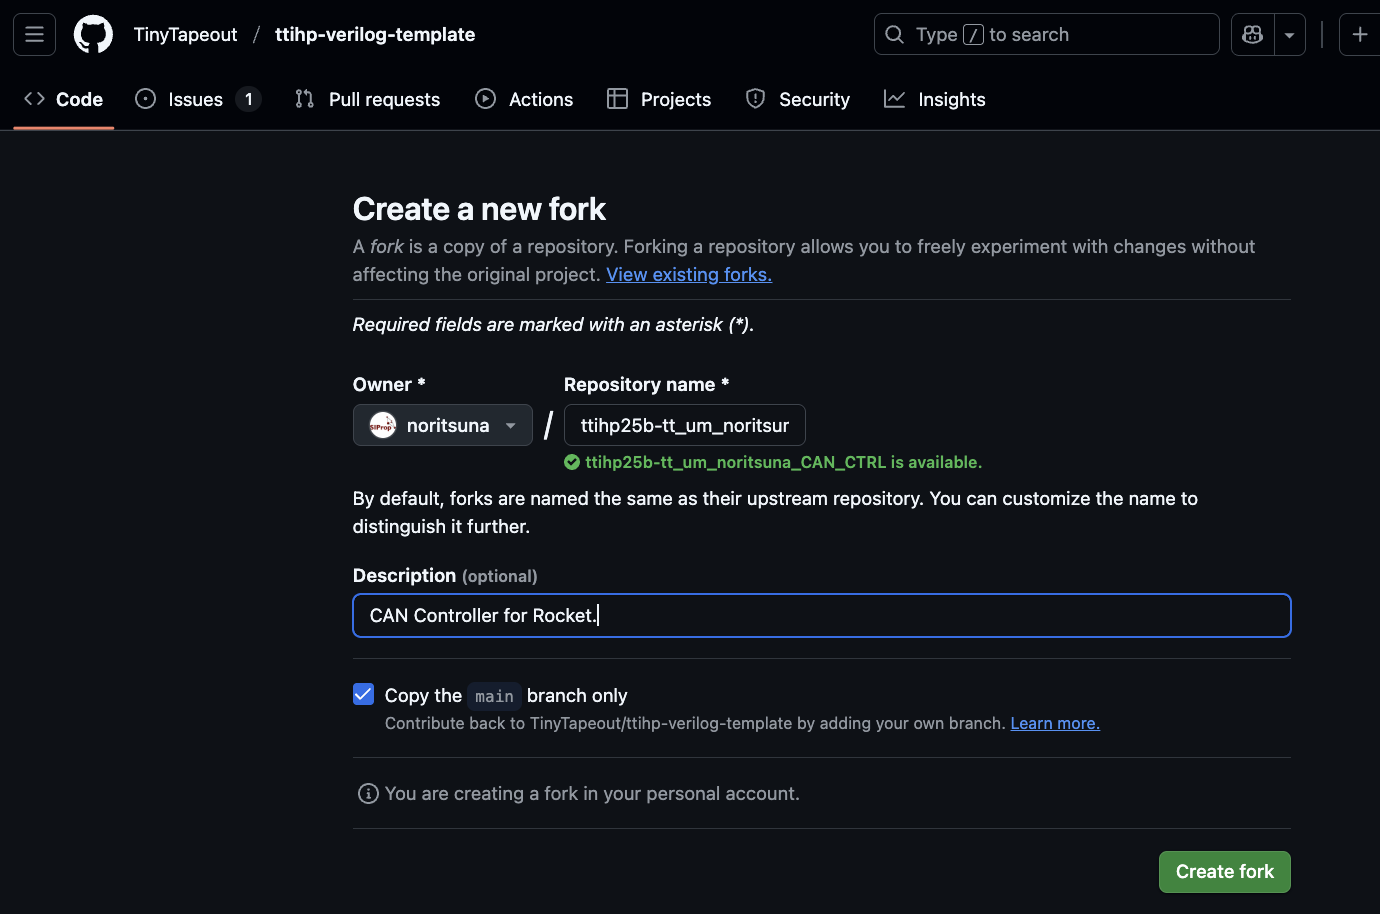 TinyTapeout / ttihp-verilog-template
Type / to search
Code
Issues 1
Pull requests
Actions
Projects
Security
Insights
Create a new fork
A fork is a copy of a repository. Forking a repository allows you to freely experiment with changes without
affecting the original project. View existing forks.
Required fields are marked with an asterisk (*).
Owner *
Repository name *
SIProp
noritsuna
/
ttihp25b-tt_um_noritsur
ttihp25b-tt_um_noritsuna_CAN_CTRL is available.
By default, forks are named the same as their upstream repository. You can customize the name to
distinguish it further.
Description (optional)
CAN Controller for Rocket.
Copy the main branch only
Contribute back to TinyTapeout/ttihp-verilog-template by adding your own branch. Learn more.
You are creating a fork in your personal account.
Create fork